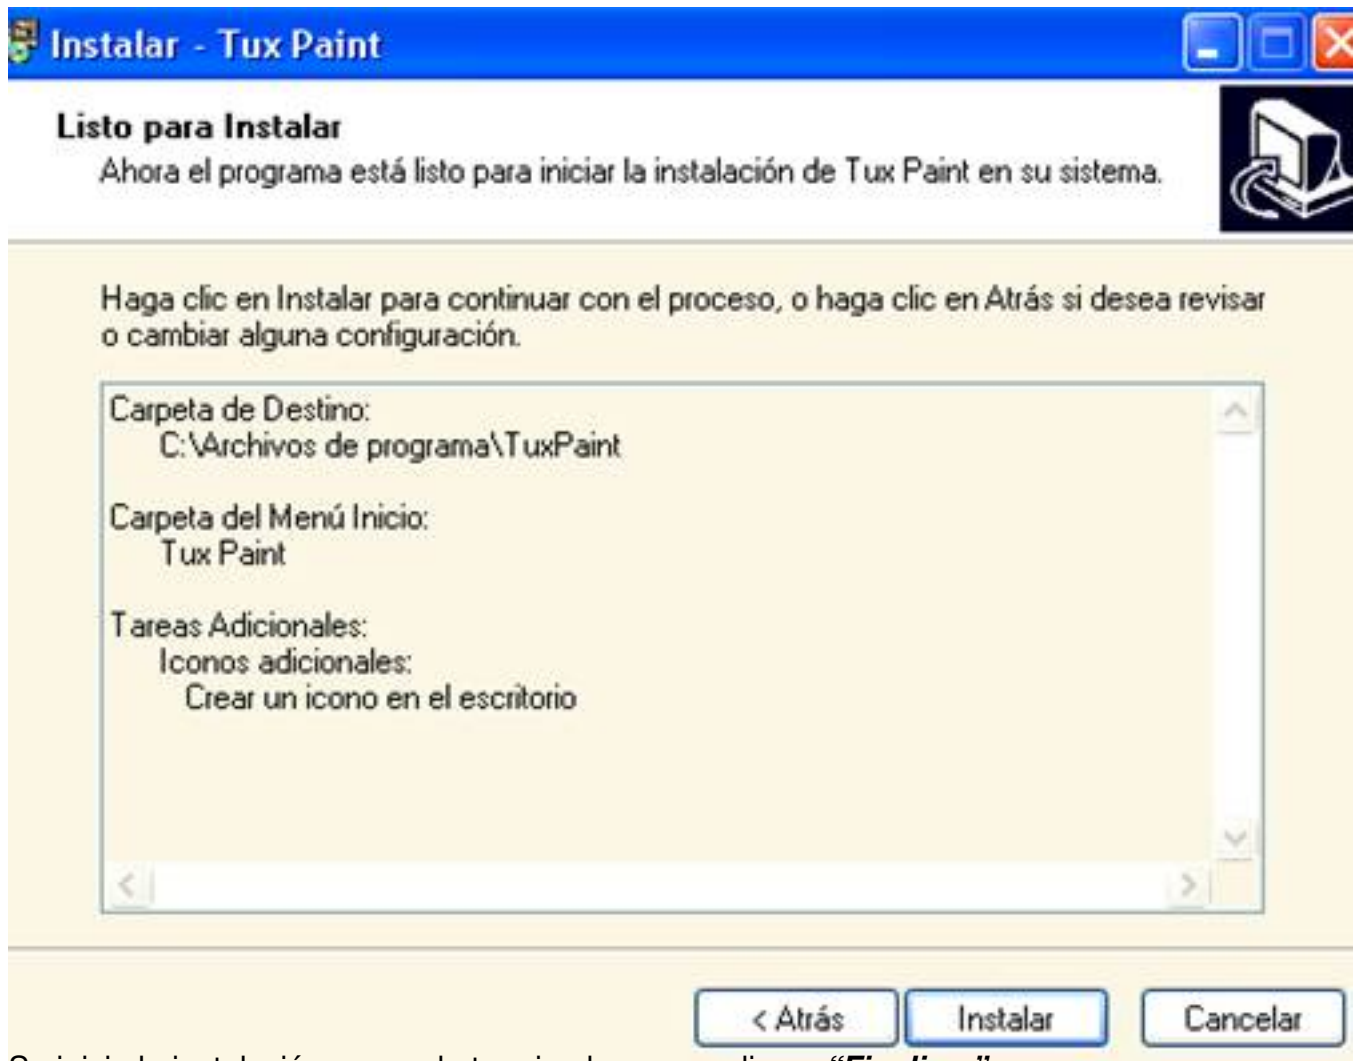 Instalar - Tux Paint
Listo para Instalar
Ahora el programa está listo para iniciar la instalación de Tux Paint en su sistema.
Haga clic en Instalar para continuar con el proceso, o haga clic en Atrás si desea revisar
o cambiar alguna configuración.
Carpeta de Destino:
C:\Archivos de programa\TuxPaint
Carpeta del Menú Inicio:
Tux Paint
Tareas Adicionales:
Iconos adicionales:
Crear un icono en el escritorio
< Atrás
Instalar
Cancelar
instalación